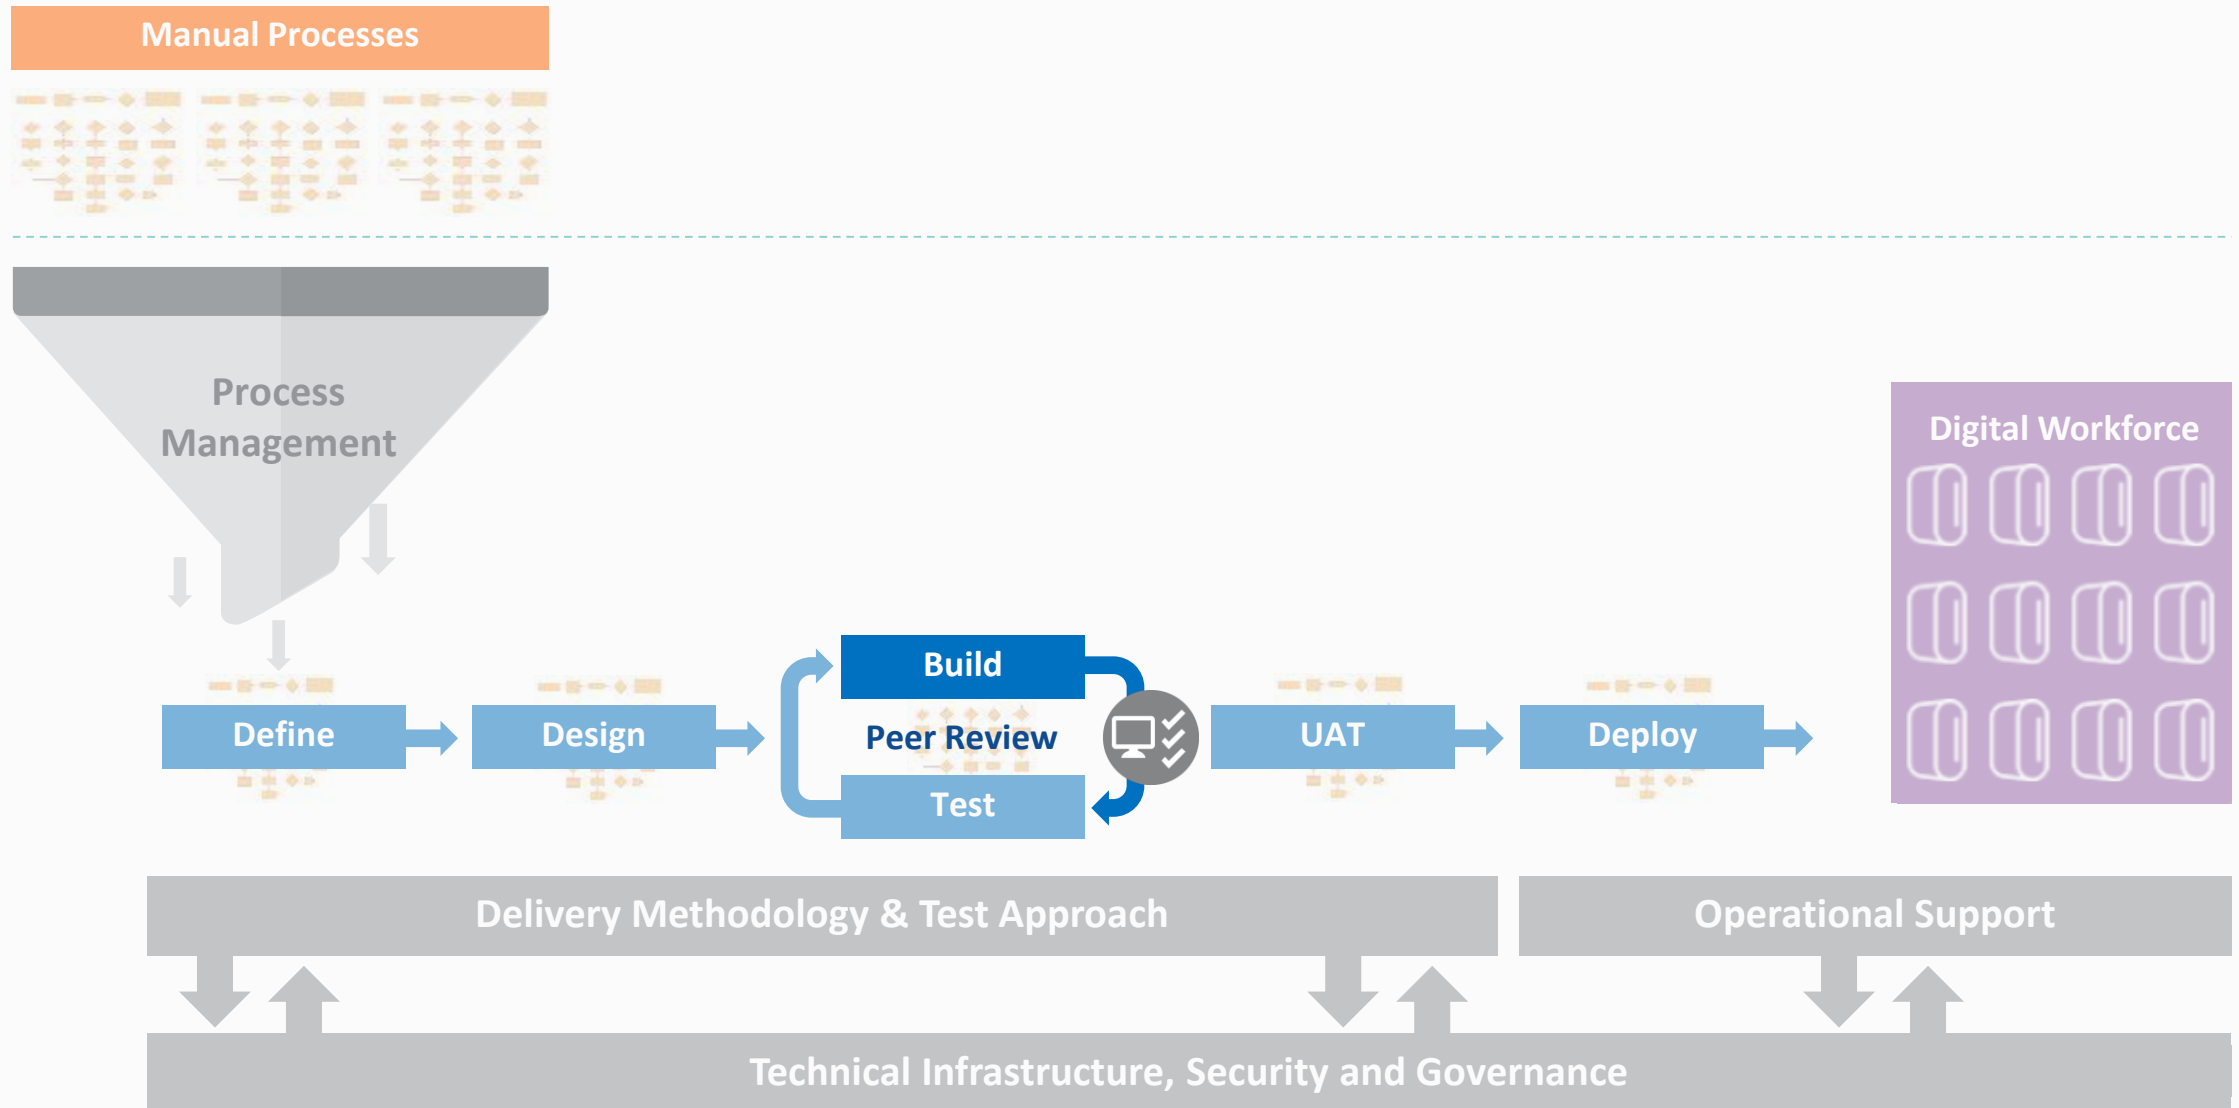 Manual Processes
Process
Management
Digital Workforce
Build
Define
Design
Peer Review
UAT
Deploy
Test
Delivery Methodology & Test Approach
Operational Support
Technical Infrastructure, Security and Governance